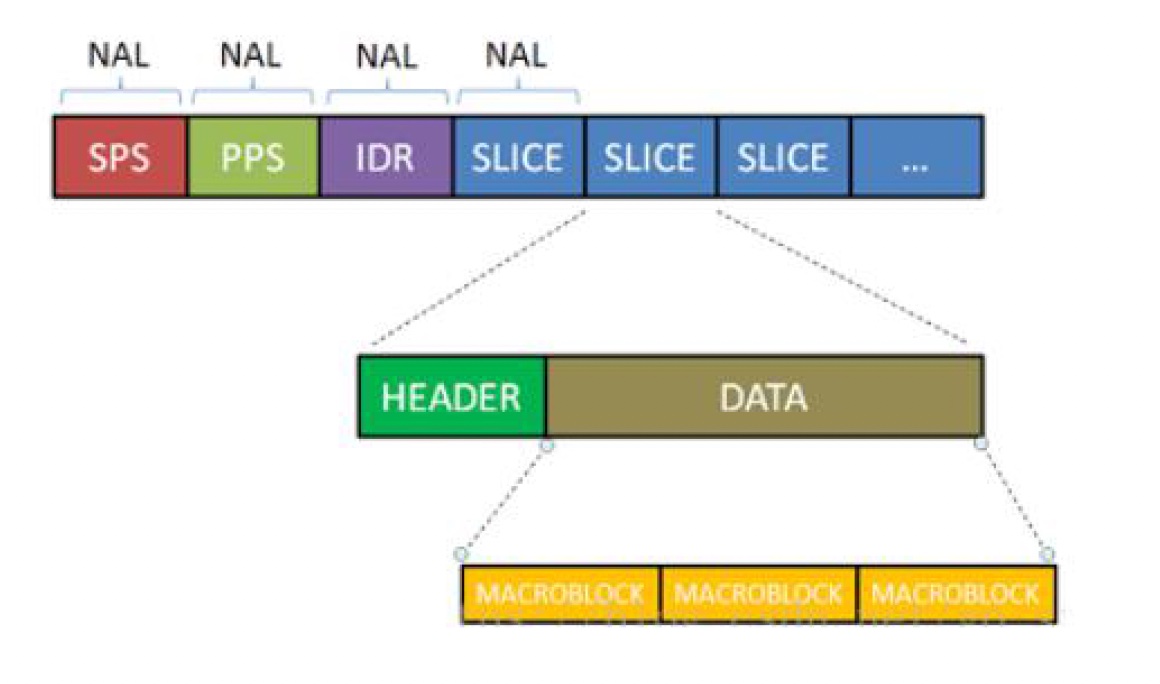 NAL NAL NAL NAL
SPS PPS IDR SLICE SLICE SLICE ...
HEADER DATA
MACROBLOCK MACROBLOCK MACROBLOCK